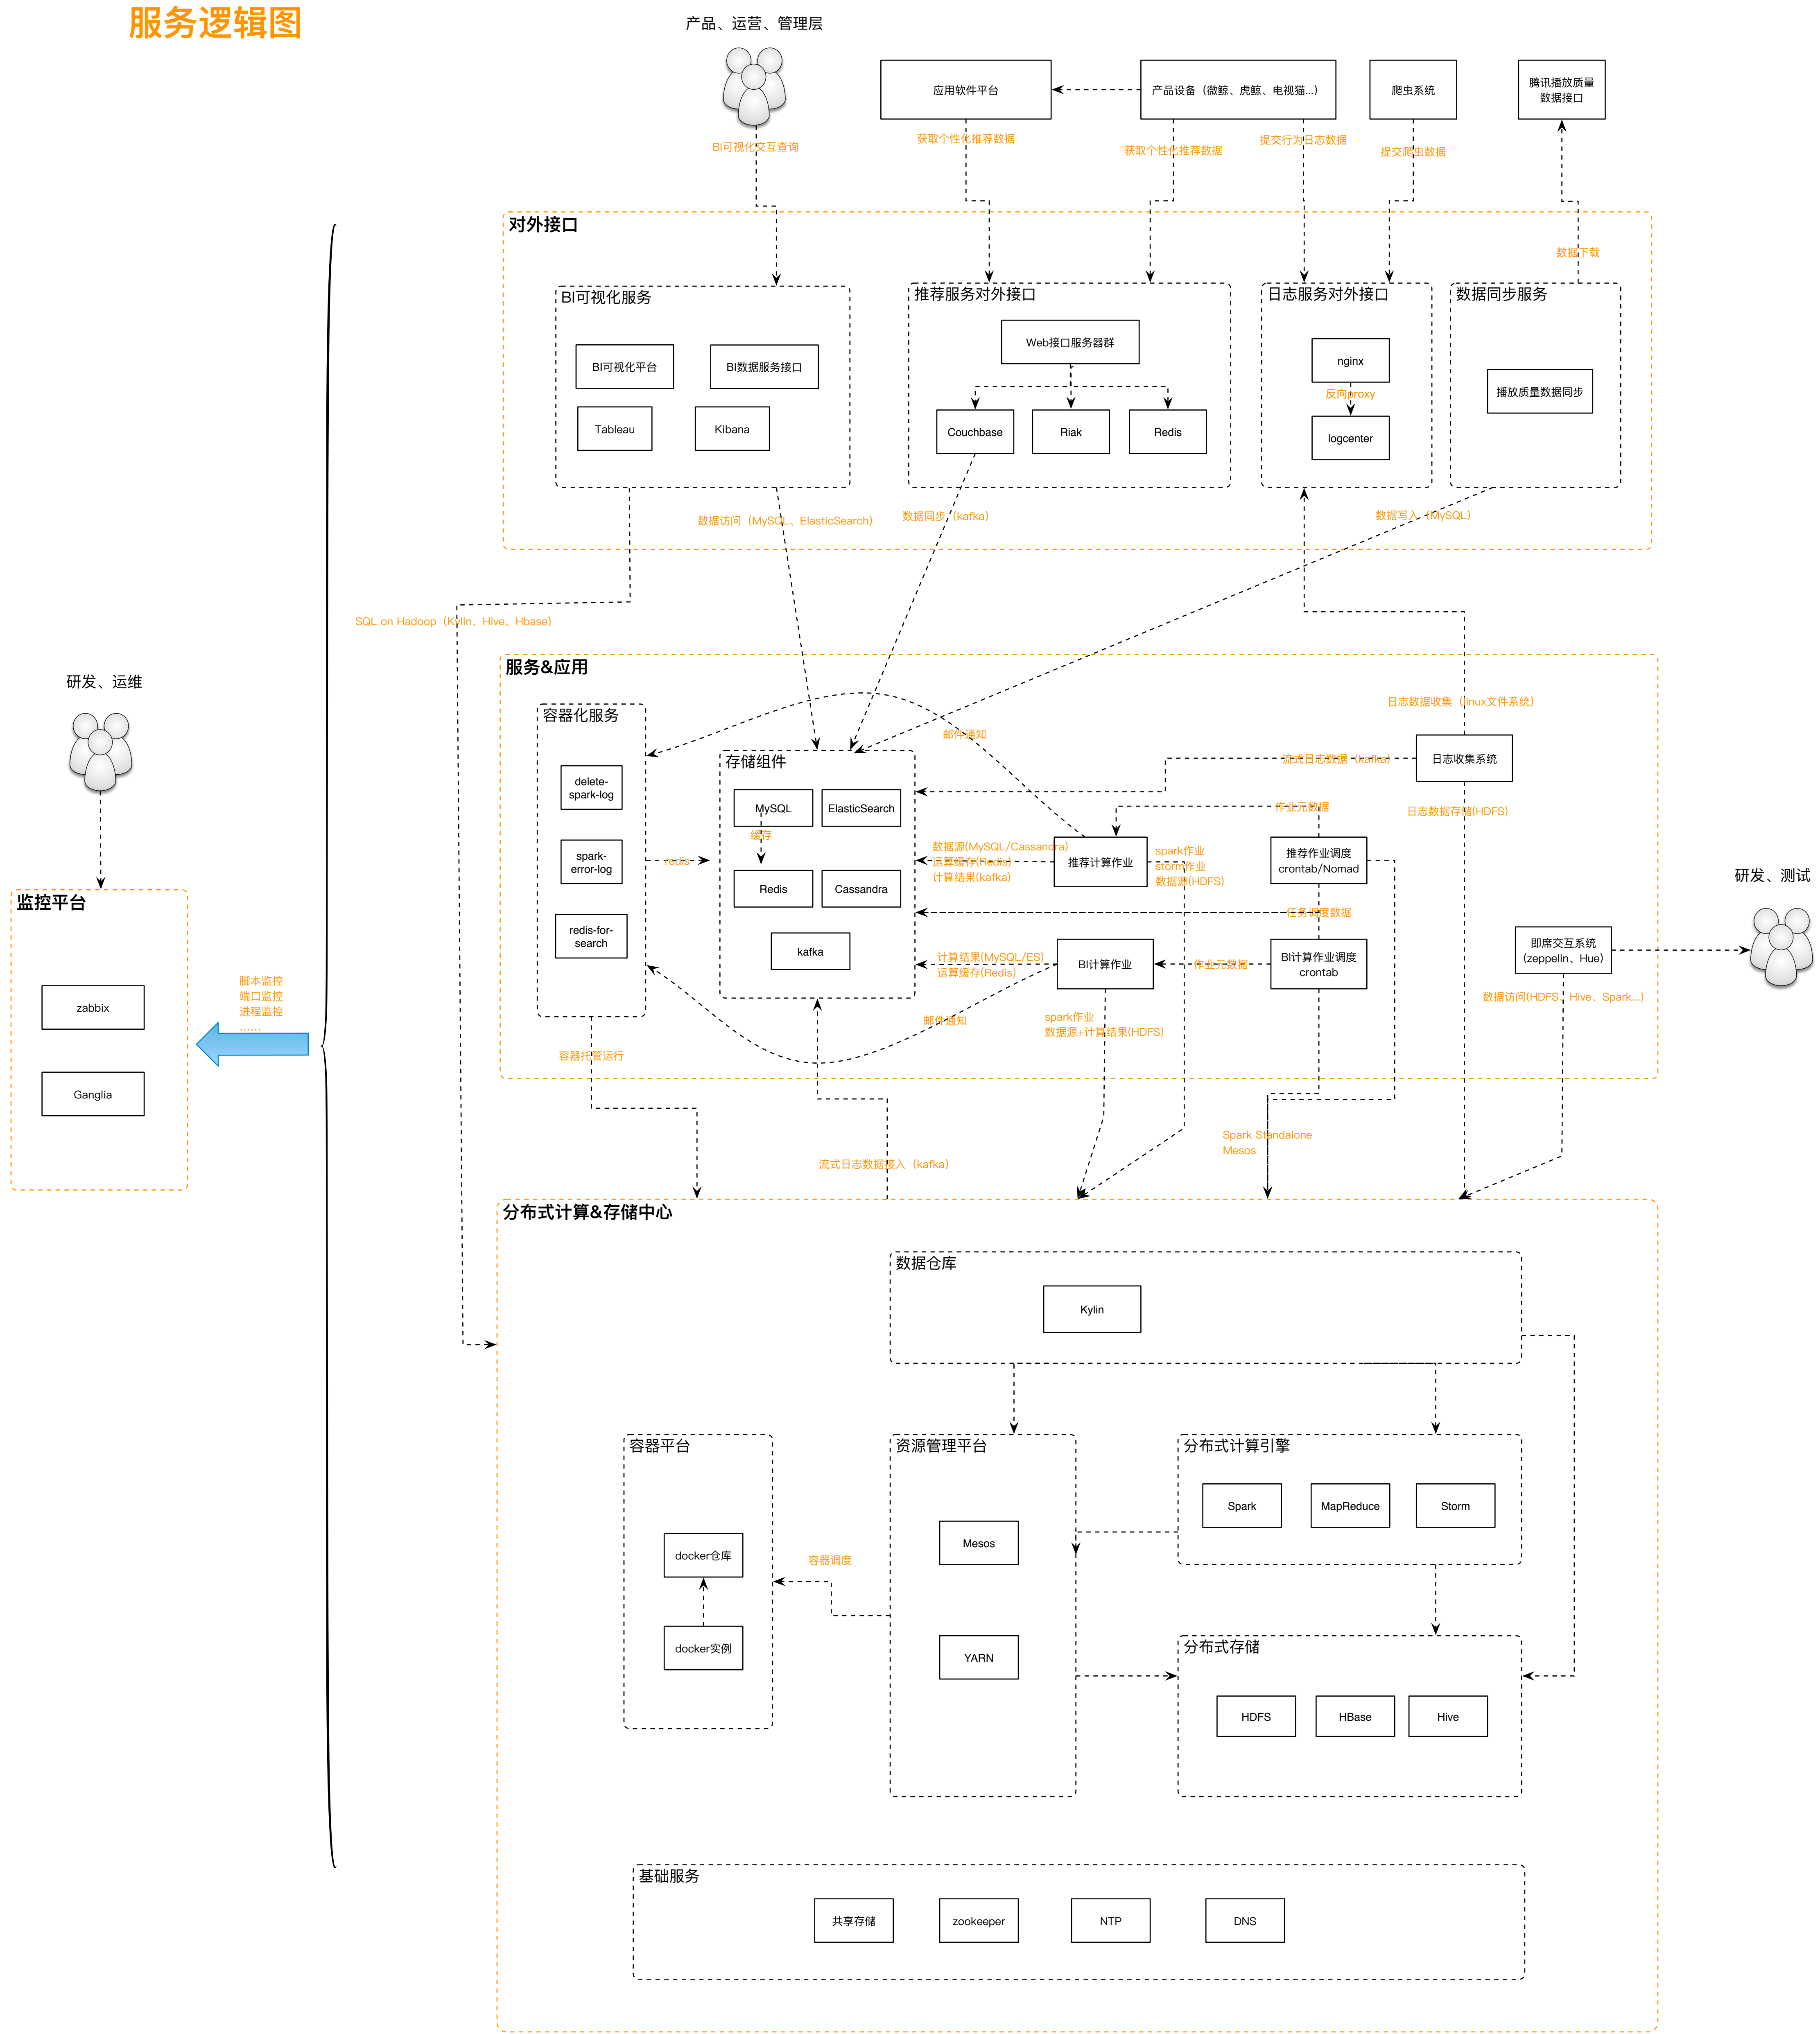 服务逻辑图
产品、运营、管理层
应用软件平台
产品设备（微鲸、虎鲸、电视猫...）
爬虫系统
腾讯播放质量
数据接口
BI可视化交互查询
获取个性化推荐数据
获取个性化推荐数据
提交行为日志数据
提交爬虫数据
对外接口
数据下载
BI可视化服务
BI可视化平台
BI数据服务接口
Tableau
Kibana
推荐服务对外接口
Web接口服务器群
Couchbase
Riak
Redis
日志服务对外接口
nginx
反向proxy
logcenter
数据同步服务
播放质量数据同步
数据访问（MySQL、ElasticSearch）
数据同步（kafka）
数据写入（MySQL）
SQL on Hadoop（Kylin、Hive、Hbase）
服务&应用
研发、运维
容器化服务
delete-
spark-log
spark-
error-log
redis-for-
search
redis
邮件通知
存储组件
MySQL
ElasticSearch
缓存
Redis
Cassandra
kafka
日志数据收集（linux文件系统）
流式日志数据（kafka）
日志收集系统
作业元数据
日志数据存储(HDFS)
数据源(MySQL/Cassandra)
运算缓存(Redis)
计算结果(kafka)
推荐计算作业
spark作业
storm作业
数据源(HDFS)
推荐作业调度
crontab/Nomad
任务调度数据
计算结果(MySQL/ES)
运算缓存(Redis)
BI计算作业
作业元数据
BI计算作业调度
crontab
即席交互系统
(zeppelin、Hue)
研发、测试
数据访问(HDFS、Hive、Spark...)
监控平台
zabbix
Ganglia
脚本监控
端口监控
进程监控
......
邮件通知
spark作业
数据源+计算结果(HDFS)
容器托管运行
流式日志数据接入（kafka）
Spark Standalone
Mesos
分布式计算&存储中心
数据仓库
Kylin
容器平台
docker仓库
docker实例
容器调度
资源管理平台
Mesos
YARN
分布式计算引擎
Spark
MapReduce
Storm
分布式存储
HDFS
HBase
Hive
基础服务
共享存储
zookeeper
NTP
DNS